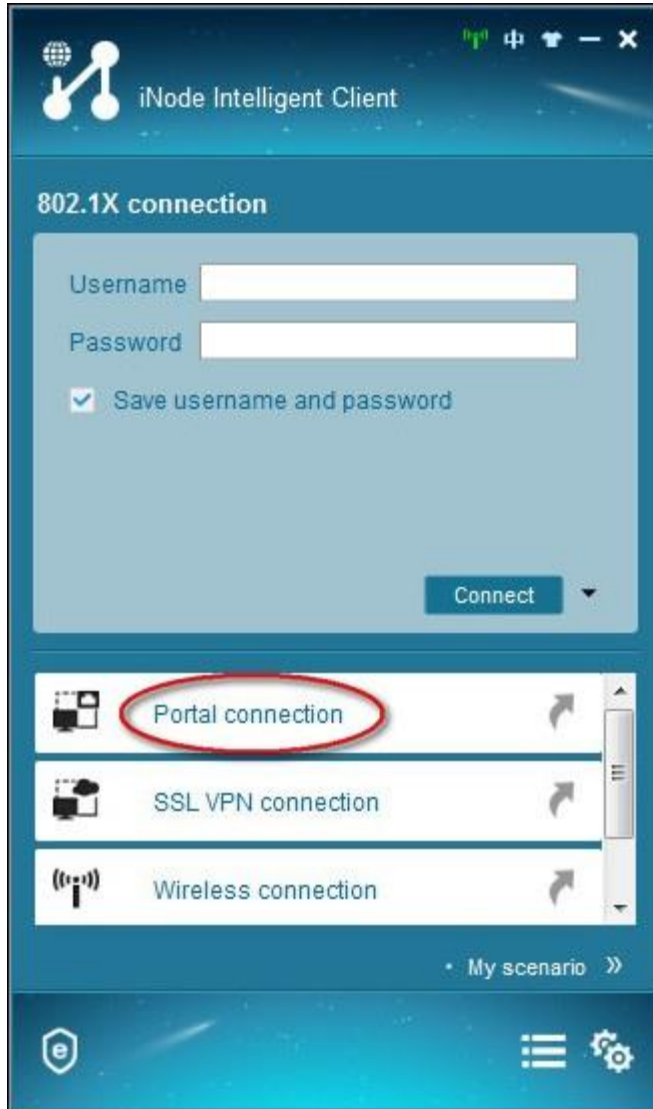 中
iNode Intelligent Client
802.1X connection
Username
Password
Save username and password
Connect
Portal connection
SSL VPN connection
Wireless connection
• My scenario »
e